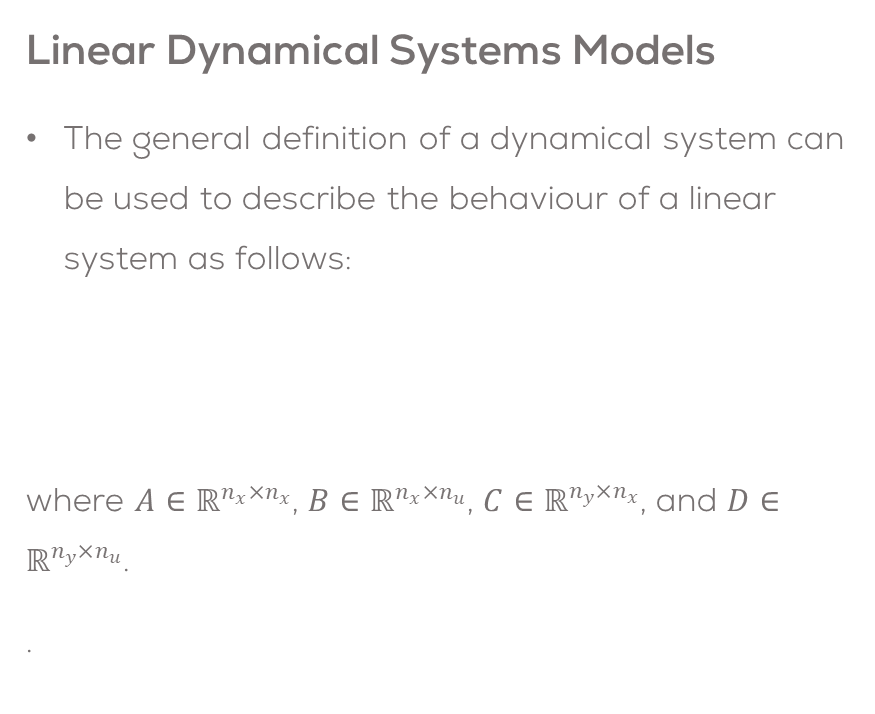 Linear Dynamical Systems Models
• The general definition of a dynamical system can
be used to describe the behaviour of a linear
system as follows:
where 𝐴 ∈ ℝ^{𝑛_𝑥×𝑛_𝑥}, 𝐵 ∈ ℝ^{𝑛_𝑥×𝑛_𝑢}, 𝐶 ∈ ℝ^{𝑛_𝑦×𝑛_𝑥}, and 𝐷 ∈
ℝ^{𝑛_𝑦×𝑛_𝑢}.
.